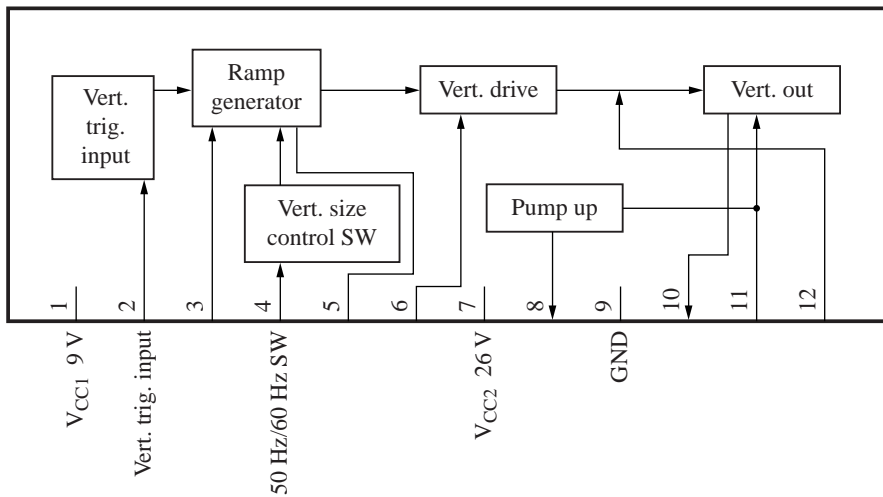 Ramp
generator
Vert.
trig.
input
Vert. drive
Vert. out
Vert. size
control SW
Pump up
1
2
3
4
5
6
7
8
9
10
11
12
VCC1 9 V
Vert. trig. input
50 Hz/60 Hz SW
VCC2 26 V
GND